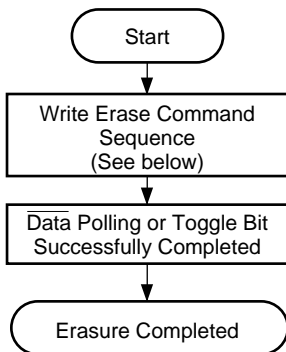 Start
Write Erase Command
Sequence
(See below)
Data Polling or Toggle Bit
Successfully Completed
Erasure Completed